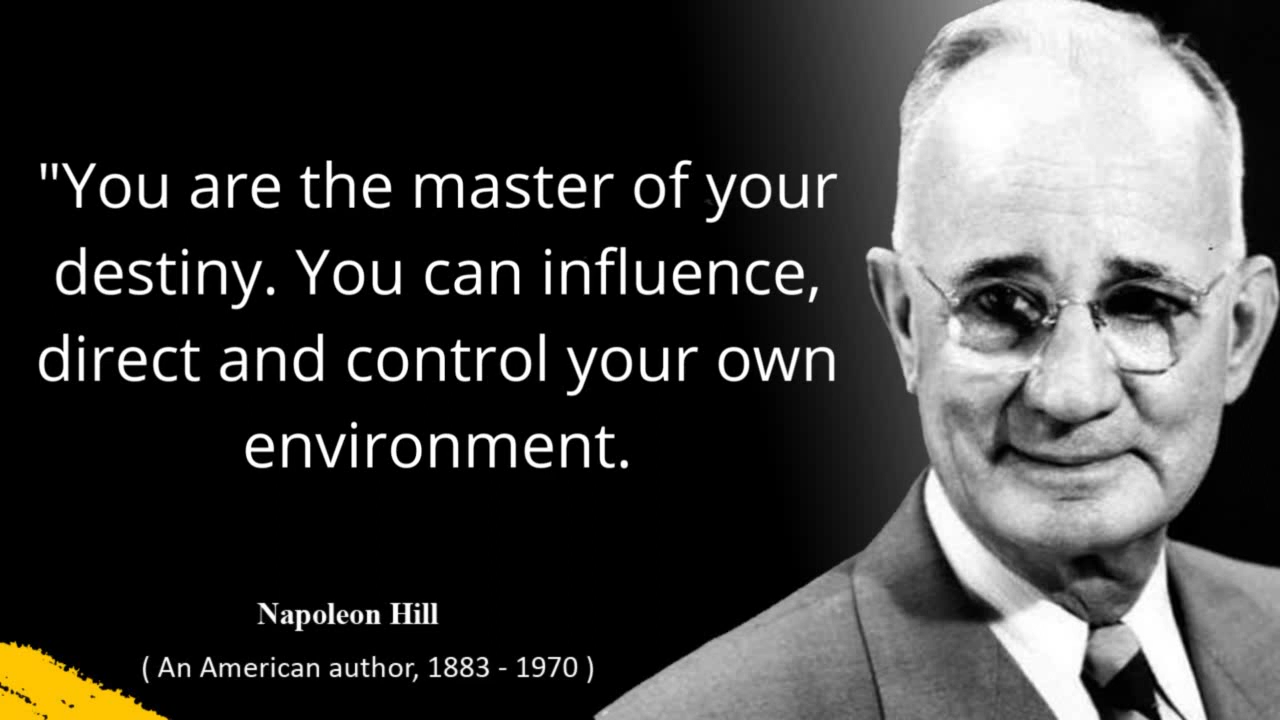 "You are the master of your
destiny. You can influence,
direct and control your own
environment.
Napoleon Hill
( An American author, 1883 - 1970 )